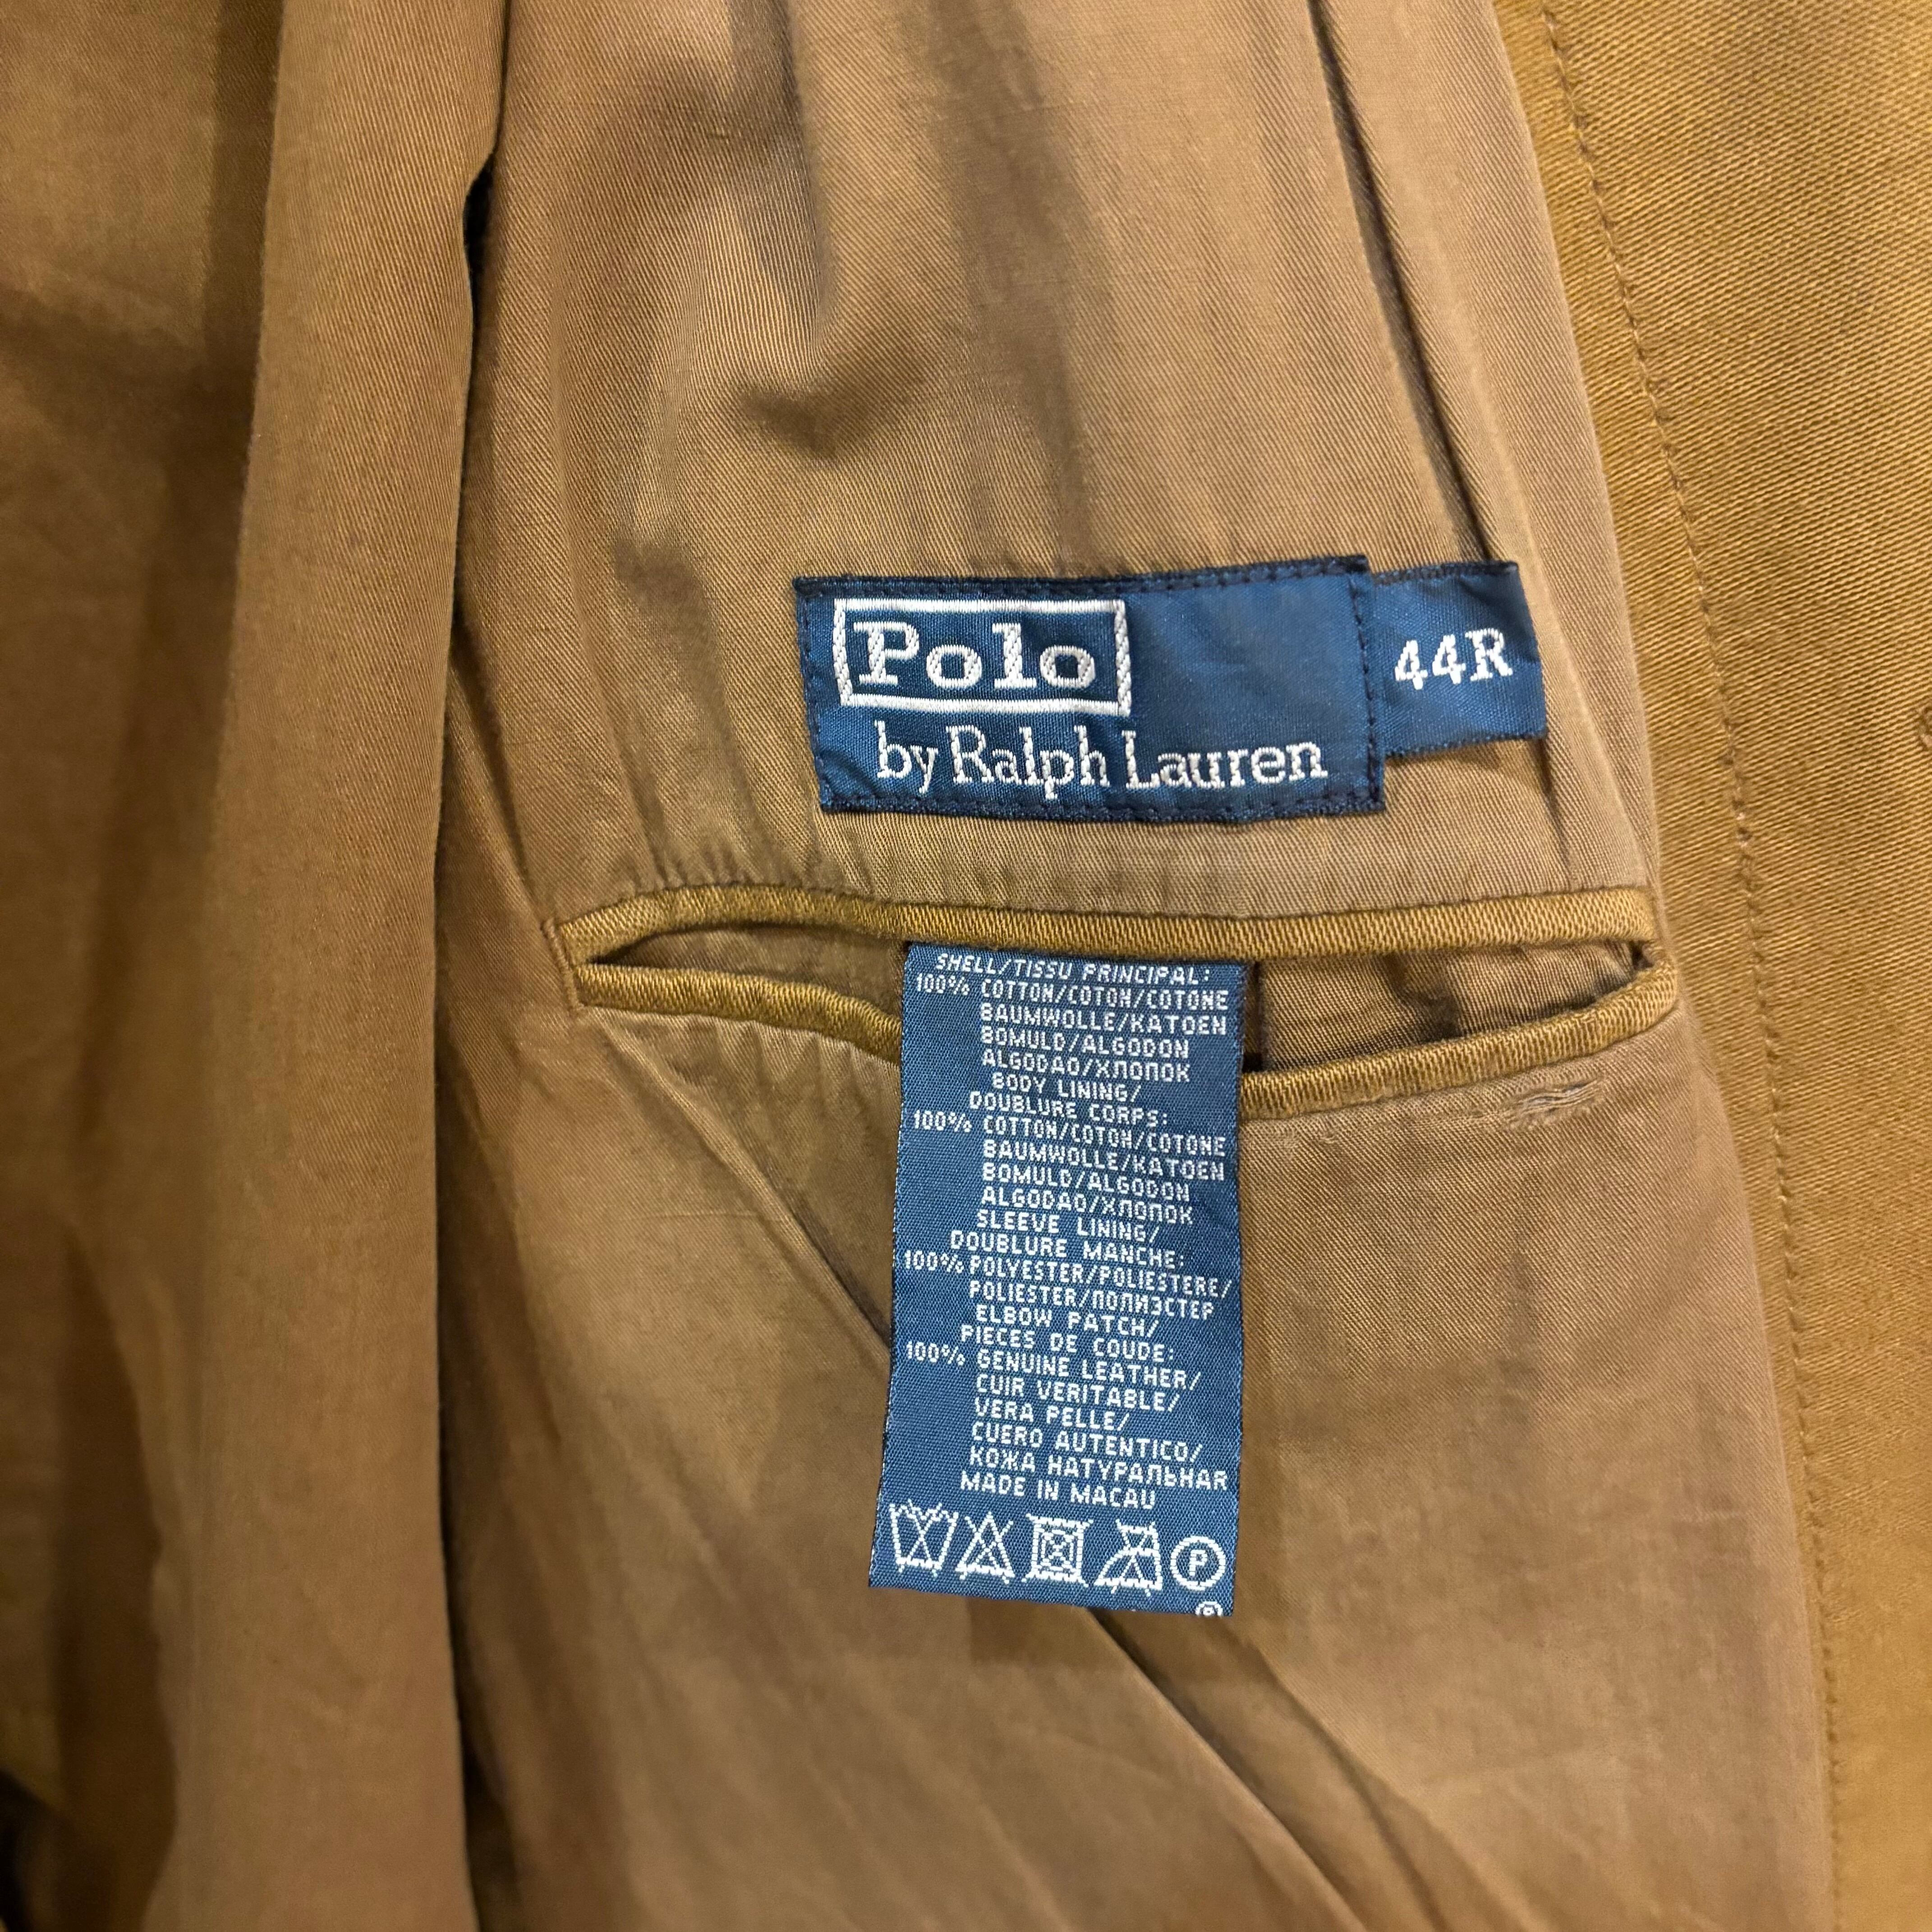 Polo
by Ralph Lauren
44R
SHELL/TISSU PRINCIPAL:
100% COTTON/COTON/COTONE
BAUMWOLLE/KATOEN
BOMULD/ALGODON
ALGODAO/ХЛОПОК
BODY LINING/
DOUBLURE CORPS:
100% COTTON/COTON/COTONE
BAUMWOLLE/KATOEN
BOMULD/ALGODON
ALGODAO/ХЛОПОК
SLEEVE LINING/
DOUBLURE MANCHE:
100% POLYESTER/POLIESTERE/
POLIESTER/ПОЛИЭСТЕР
ELBOW PATCH/
PIECES DE COUDE:
100% GENUINE LEATHER/
CUIR VERITABLE/
VERA PELLE/
CUERO AUTENTICO/
КОЖА НАТУРАЛЬНАЯ
MADE IN MACAU
P
®